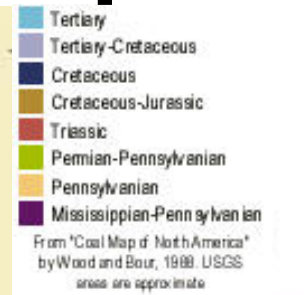 Tertiary
Tertiary-Cretaceous
Cretaceous
Cretaceous-Jurassic
Triassic
Permian-Pennsylvanian
Pennsylvanian
Mississippian-Pennsylvanian
From "Coal Map of North America"
by Wood and Bour, 1988. USGS
areas are approximate